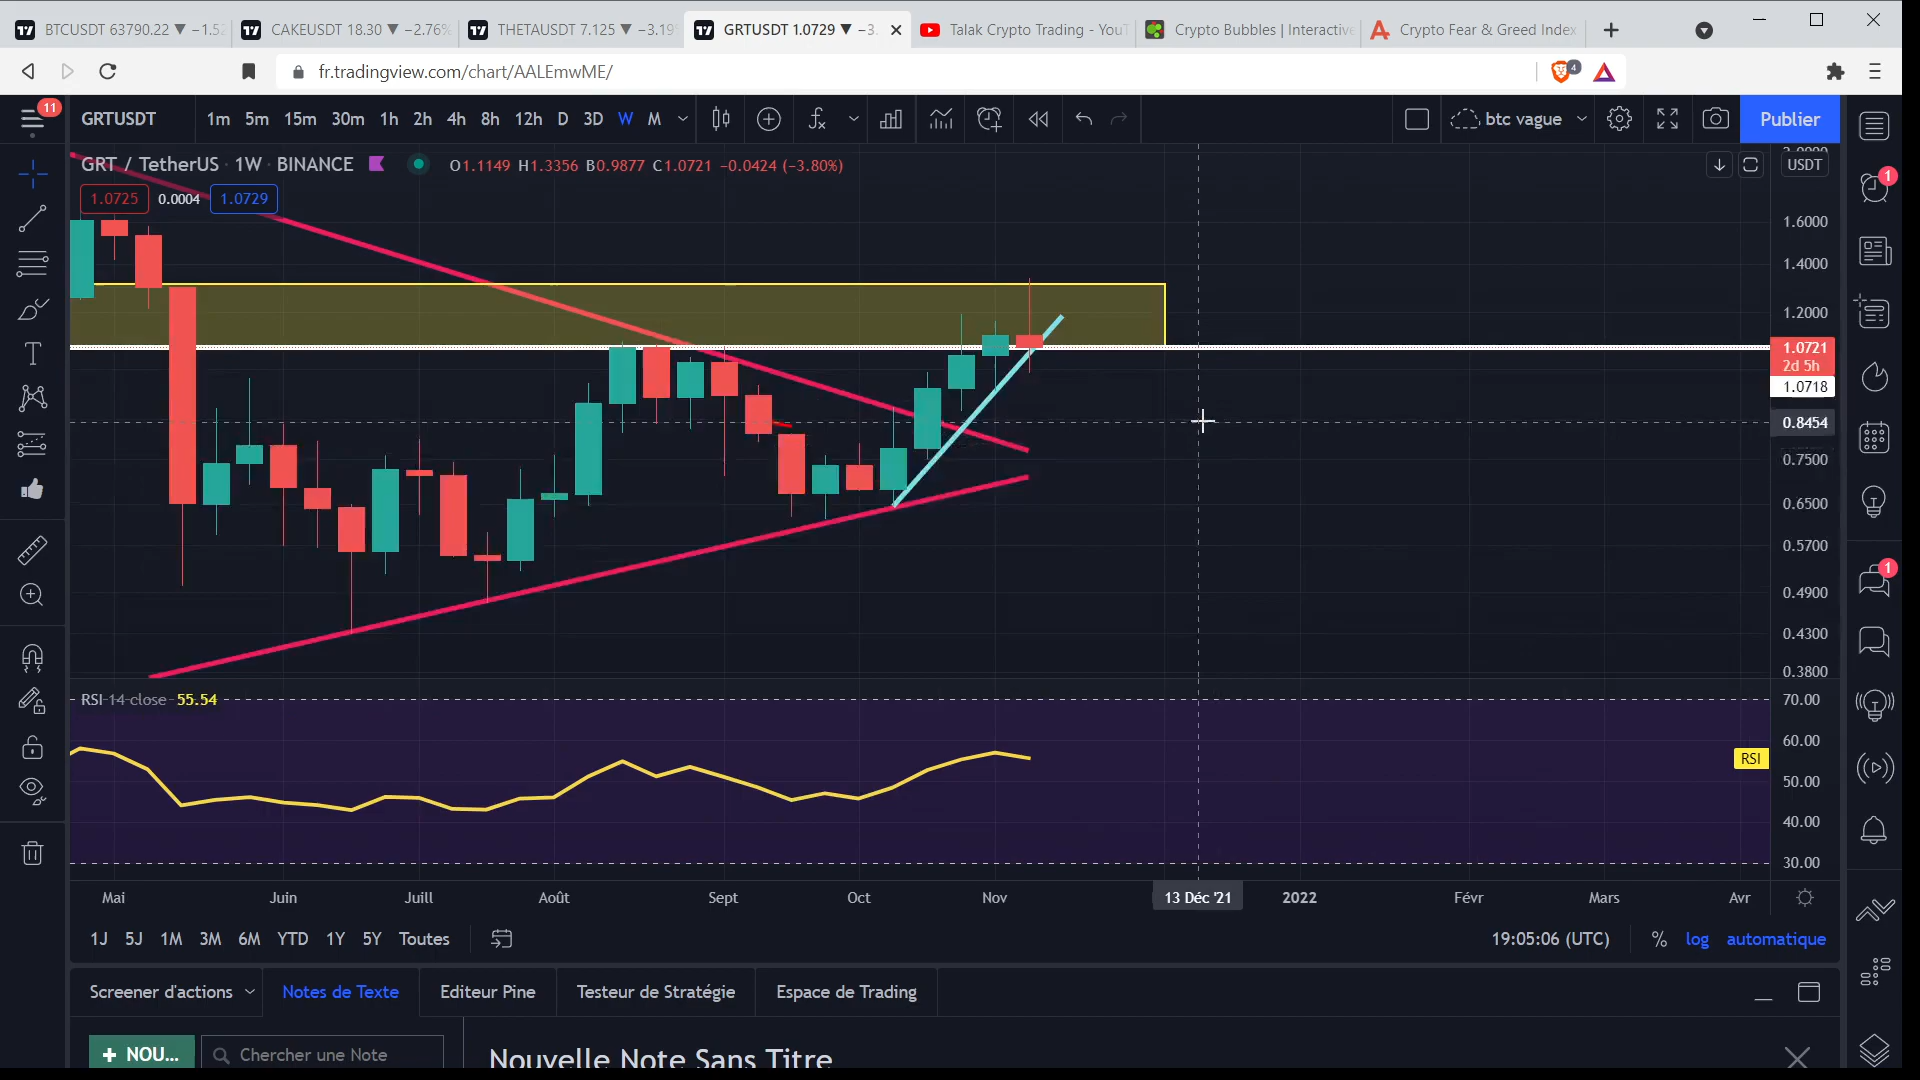 BTCUSDT 63790.22 ▼ −1.52
CAKEUSDT 18.30 ▼ −2.76%
THETAUSDT 7.125 ▼ −3.19
GRTUSDT 1.0729 ▼ −3.
Talak Crypto Trading - YouT
Crypto Bubbles | Interactive
Crypto Fear & Greed Index
fr.tradingview.com/chart/AALEmwME/
4
11
GRTUSDT
1m 5m 15m 30m 1h 2h 4h 8h 12h D 3D W M
btc vague
Publier
GRT / TetherUS · 1W · BINANCE
O1.1149 H1.3356 B0.9877 C1.0721 −0.0424 (−3.80%)
USDT
1.0725 0.0004 1.0729
1
1.6000
1.4000
1.2000
1.0721
2d 5h
1.0718
0.8454
0.7500
0.6500
0.5700
0.4900
0.4300
0.3800
1
RSI 14 close 55.54
70.00
60.00
RSI
50.00
40.00
30.00
Mai Juin Juill Août Sept Oct Nov 13 Déc '21 2022 Févr Mars Avr
1J 5J 1M 3M 6M YTD 1Y 5Y Toutes
19:05:06 (UTC) % log automatique
Screener d'actions Notes de Texte Editeur Pine Testeur de Stratégie Espace de Trading
+ NOU...
Chercher une Note
Nouvelle Note Sans Titre